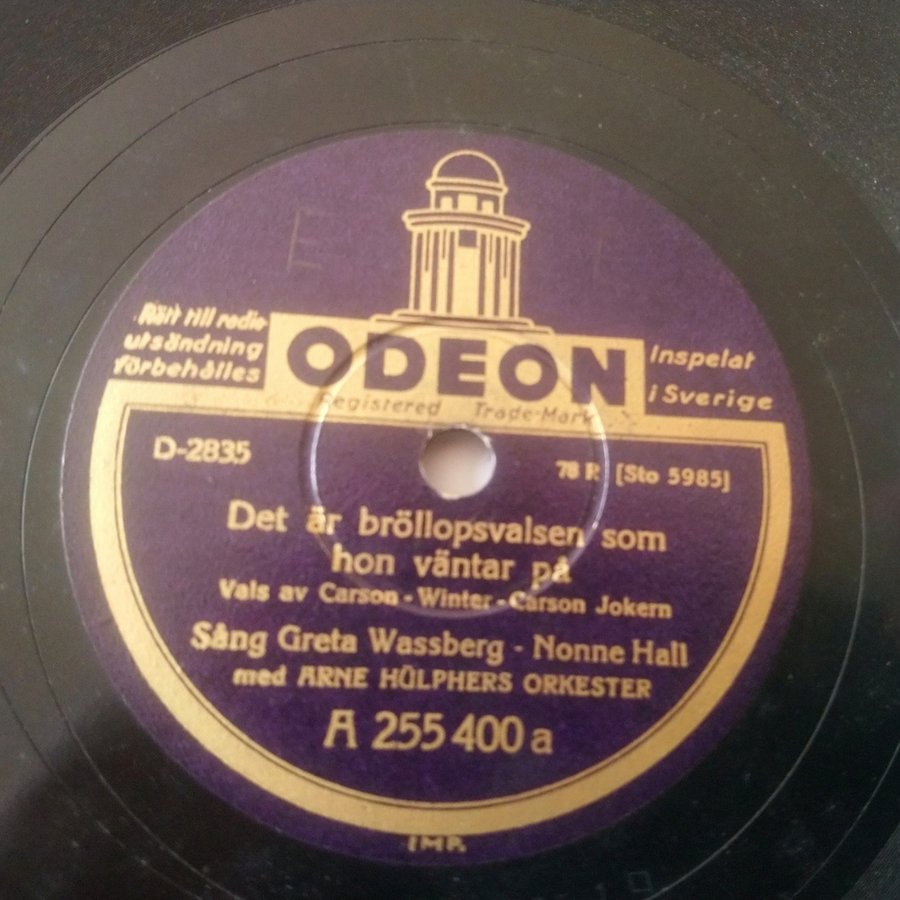 Rätt till radio
utsändning
förbehålles
ODEON
Registered Trade-Mark
Inspelat
i Sverige
D-2835
78 R [Sto 5985]
Det är bröllopsvalsen som
hon väntar på
Vals av Carson - Winter - Carson Jokern
Sång Greta Wassberg - Nonne Hall
med ARNE HÜLPHERS ORKESTER
A 255400 a
IMP.